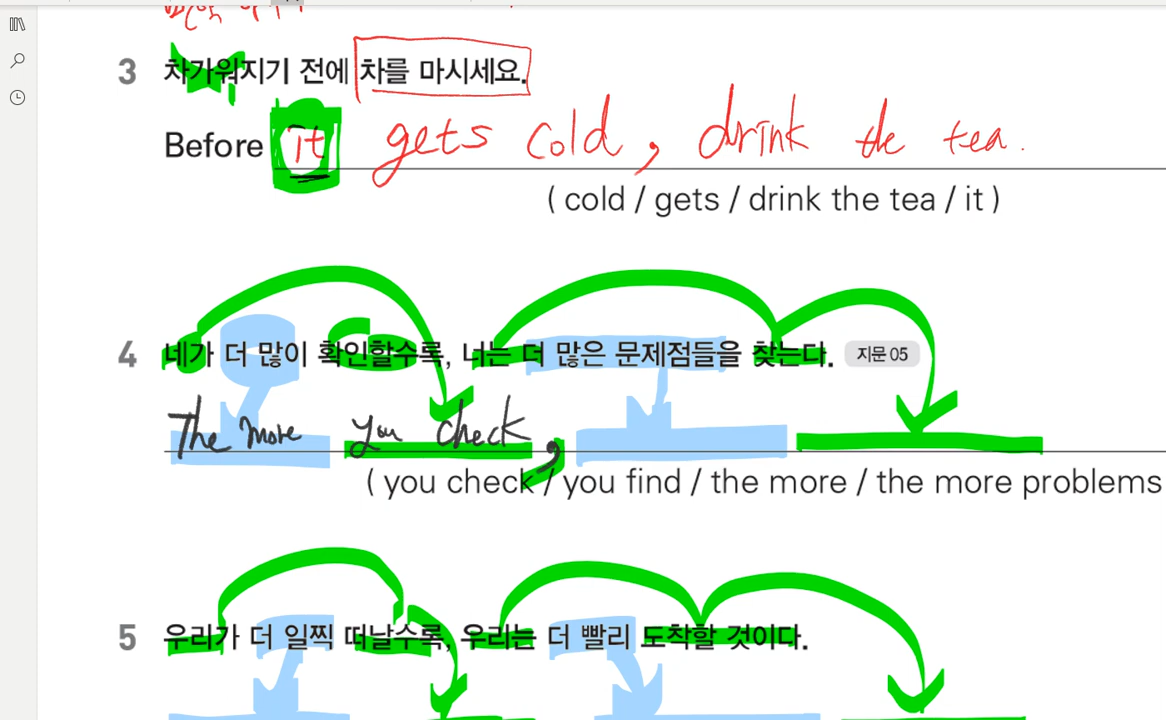 3 차가워지기 전에 차를 마시세요.
Before it gets cold, drink the tea.
( cold / gets / drink the tea / it )
4 네가 더 많이 확인할수록, 너는 더 많은 문제점들을 찾는다. 지문 05
The more you check,
( you check / you find / the more / the more problems
5 우리가 더 일찍 떠날수록, 우리는 더 빨리 도착할 것이다.